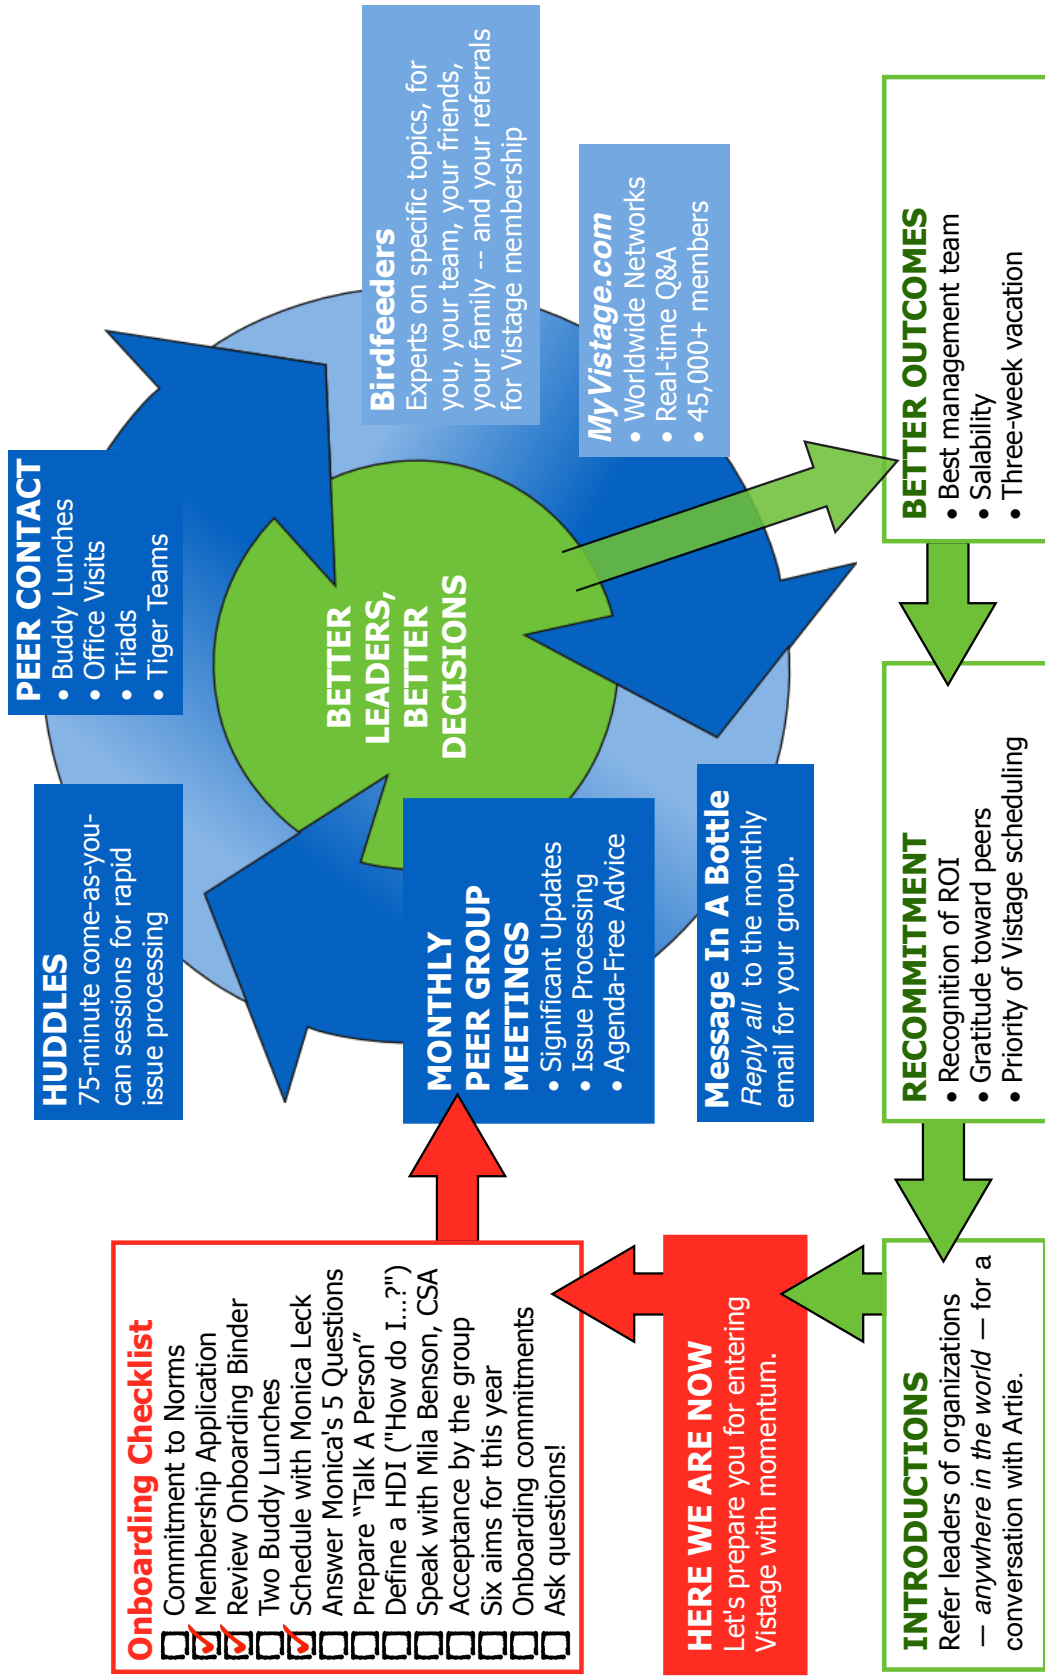 Onboarding Checklist
Commitment to Norms
Membership Application
Review Onboarding Binder
Two Buddy Lunches
Schedule with Monica Leck
Answer Monica's 5 Questions
Prepare “Talk A Person”
Define a HDI ("How do I...?")
Speak with Mila Benson, CSA
Acceptance by the group
Six aims for this year
Onboarding commitments
Ask questions!
HERE WE ARE NOW
Let's prepare you for entering
Vistage with momentum.
INTRODUCTIONS
Refer leaders of organizations
— anywhere in the world — for a
conversation with Artie.
HUDDLES
75-minute come-as-you-
can sessions for rapid
issue processing
MONTHLY
PEER GROUP
MEETINGS
• Significant Updates
• Issue Processing
• Agenda-Free Advice
Message In A Bottle
Reply all to the monthly
email for your group.
RECOMMITMENT
• Recognition of ROI
• Gratitude toward peers
• Priority of Vistage scheduling
PEER CONTACT
• Buddy Lunches
• Office Visits
• Triads
• Tiger Teams
BETTER
LEADERS,
BETTER
DECISIONS
Birdfeeders
Experts on specific topics, for
you, your team, your friends,
your family -- and your referrals
for Vistage membership
MyVistage.com
• Worldwide Networks
• Real-time Q&A
• 45,000+ members
BETTER OUTCOMES
• Best management team
• Salability
• Three-week vacation